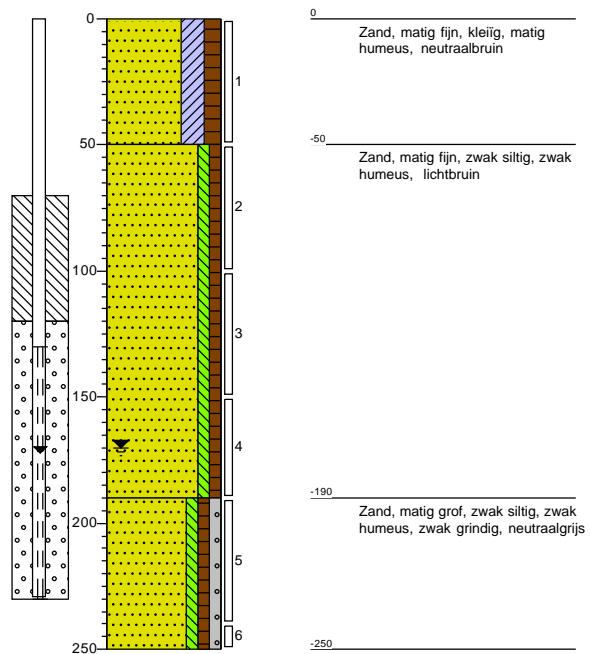 0
50
100
150
200
250
1
2
3
4
5
6
0
Zand, matig fijn, kleiïg, matig
humeus, neutraalbruin
-50
Zand, matig fijn, zwak siltig, zwak
humeus, lichtbruin
-190
Zand, matig grof, zwak siltig, zwak
humeus, zwak grindig, neutraalgrijs
-250